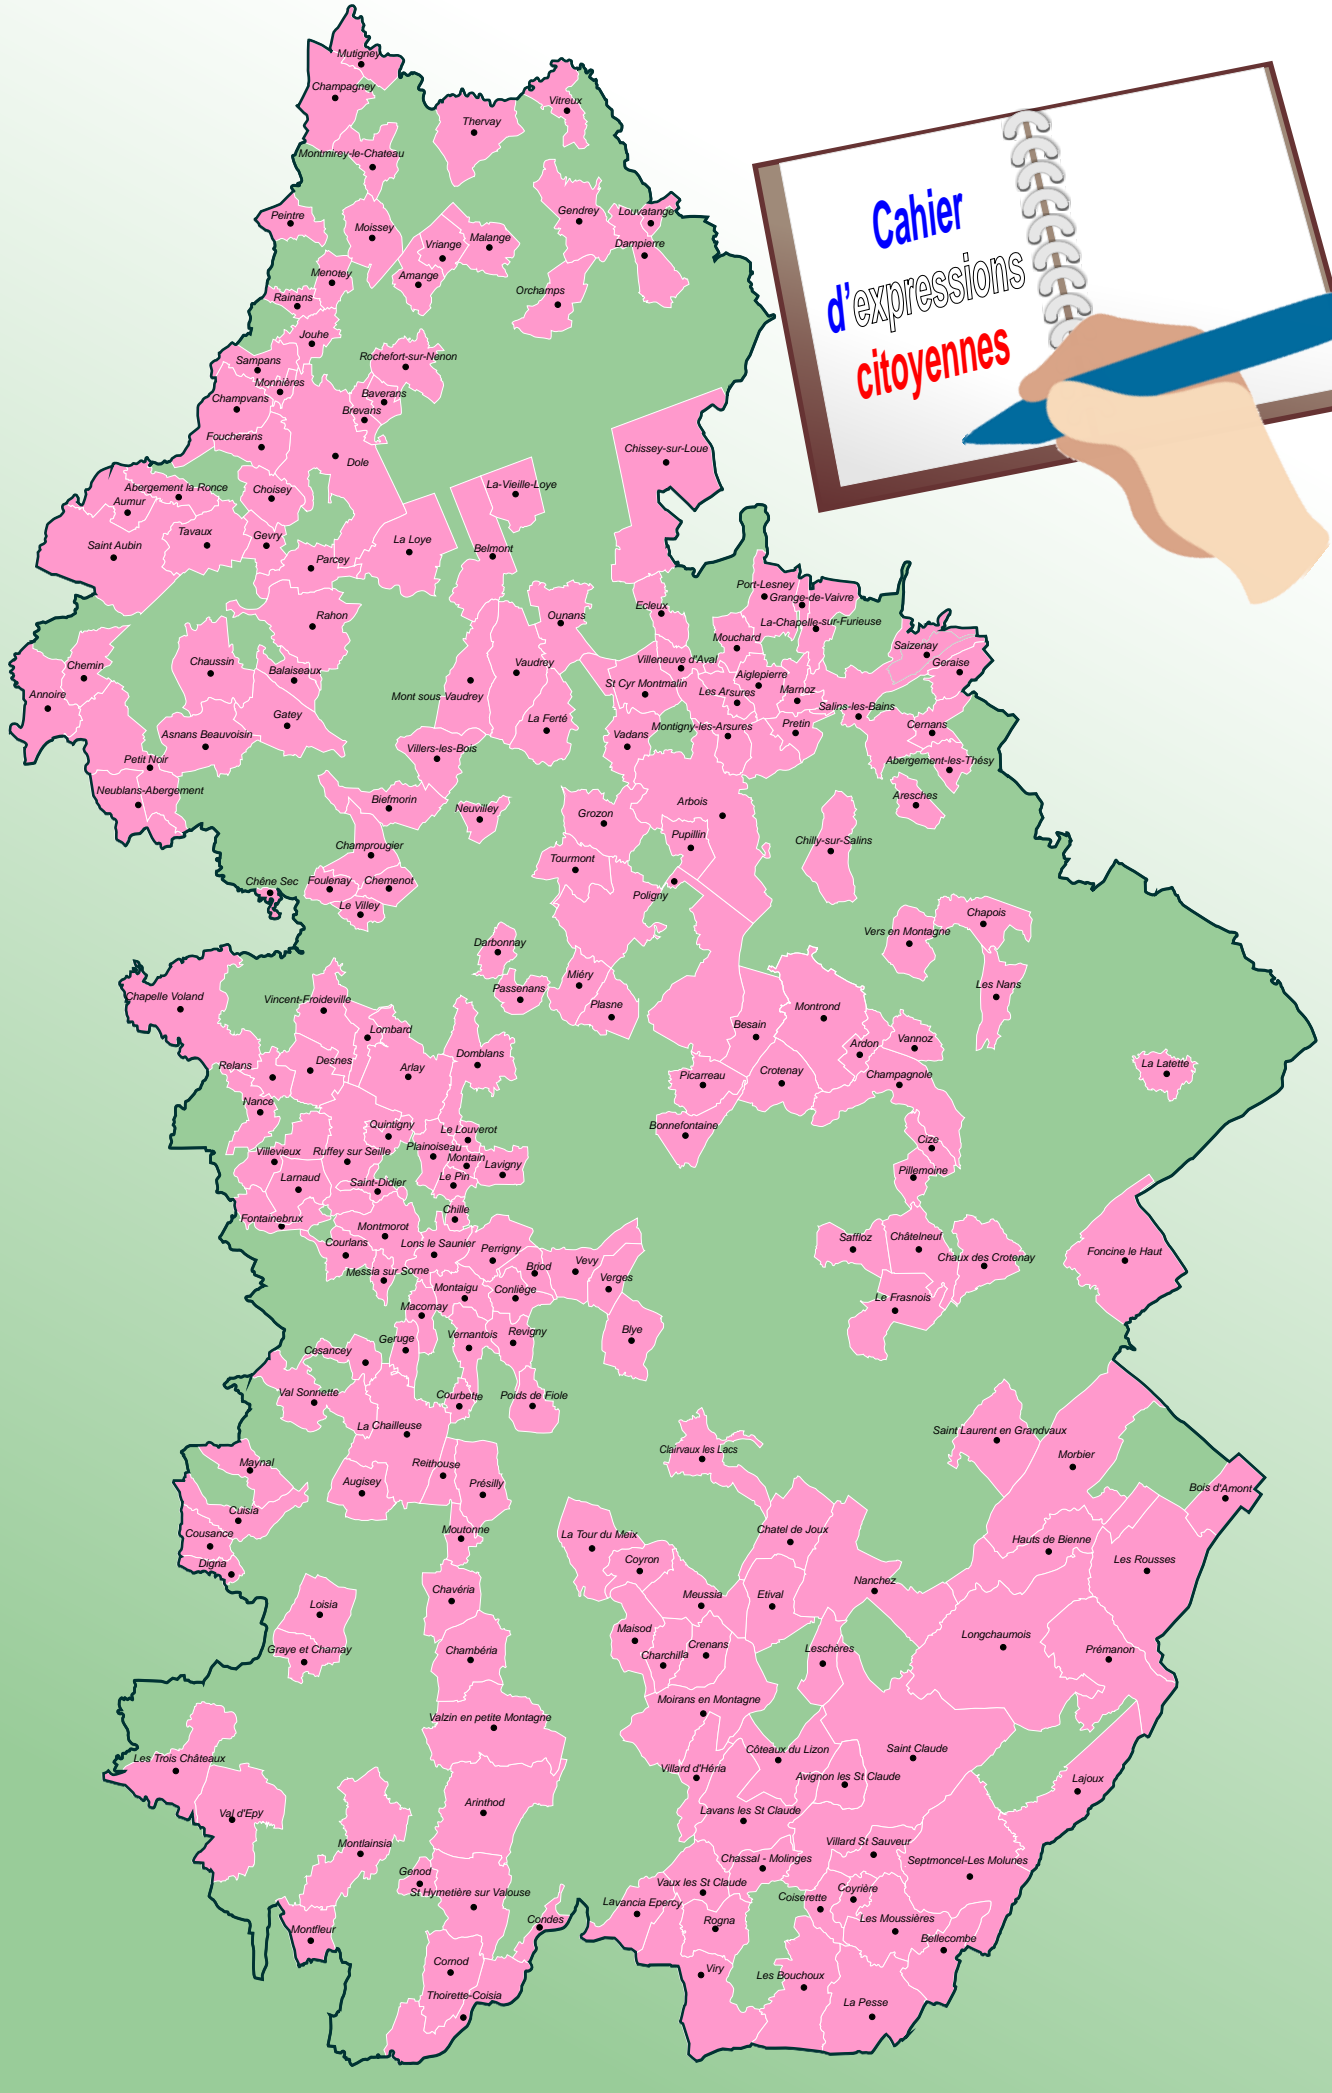 Cahier
d'expressions
citoyennes
Mutigney
Champagney
Vitreux
Thervay
Montmirey-le-Chateau
Peintre
Moissey
Gendrey
Louvatange
Vriange
Malange
Dampierre
Menotey
Amange
Rainans
Orchamps
Jouhe
Sampans
Rochefort-sur-Nenon
Monnières
Baverans
Champvans
Brevans
Foucherans
Dole
Chissey-sur-Loue
Abergement la Ronce
Choisey
La-Vieille-Loye
Aumur
Tavaux
Gevry
La Loye
Saint Aubin
Parcey
Belmont
Port-Lesney
Grange-de-Vaivre
Rahon
Ounans
Ecleux
La-Chapelle-sur-Furieuse
Mouchard
Saizenay
Chemin
Chaussin
Balaiseaux
Vaudrey
Villeneuve d'Aval
Geraise
Aiglepierre
Annoire
Mont sous Vaudrey
St Cyr Montmalin
Les Arsures
Marnoz
Salins-les-Bains
Gatey
La Ferté
Asnans Beauvoisin
Vadans
Montigny-les-Arsures
Pretin
Cernans
Villers-les-Bois
Petit Noir
Abergement-les-Thésy
Neublans-Abergement
Biefmorin
Neuvilley
Arbois
Aresches
Grozon
Champrougier
Pupillin
Chilly-sur-Salins
Tourmont
Chêne Sec
Foulenay
Chemenot
Poligny
Le Villey
Chapois
Vers en Montagne
Darbonnay
Miéry
Passenans
Les Nans
Chapelle Voland
Vincent-Froideville
Plasne
Montrond
Lombard
Besain
Vannoz
Ardon
Relans
Desnes
Arlay
Domblans
La Latette
Picarreau
Crotenay
Champagnole
Nance
Quintigny
Le Louverot
Bonnefontaine
Cize
Villevieux
Ruffey sur Seille
Plainoiseau
Montain
Lavigny
Larnaud
Saint-Didier
Le Pin
Pillemoine
Fontainebrux
Chille
Montmorot
Saffloz
Châtelneuf
Courlans
Lons le Saunier
Perrigny
Foncine le Haut
Chaux des Crotenay
Messia sur Sorne
Briod
Vevy
Verges
Montaigu
Conliège
Le Frasnois
Macornay
Geruge
Vernantois
Revigny
Blye
Cesancey
Val Sonnette
Courbette
Poids de Fiole
La Chailleuse
Saint Laurent en Grandvaux
Clairvaux les Lacs
Morbier
Maynal
Reithouse
Augisey
Présilly
Bois d'Amont
Cuisia
Cousance
Moutonne
La Tour du Meix
Chatel de Joux
Hauts de Bienne
Digna
Coyron
Les Rousses
Chavéria
Meussia
Etival
Nanchez
Loisia
Maisod
Longchaumois
Graye et Charnay
Chambéria
Charchilla
Crenans
Leschères
Prémanon
Moirans en Montagne
Valzin en petite Montagne
Côteaux du Lizon
Saint Claude
Les Trois Châteaux
Villard d'Héria
Avignon les St Claude
Lajoux
Val d'Epy
Arinthod
Lavans les St Claude
Montlainsia
Villard St Sauveur
Chassal - Molinges
Septmoncel-Les Molunes
Genod
Vaux les St Claude
St Hymetière sur Valouse
Coiserette
Coyrière
Lavancia Epercy
Condes
Rogna
Les Moussières
Montfleur
Bellecombe
Cornod
Viry
Les Bouchoux
Thoirette-Coisia
La Pesse